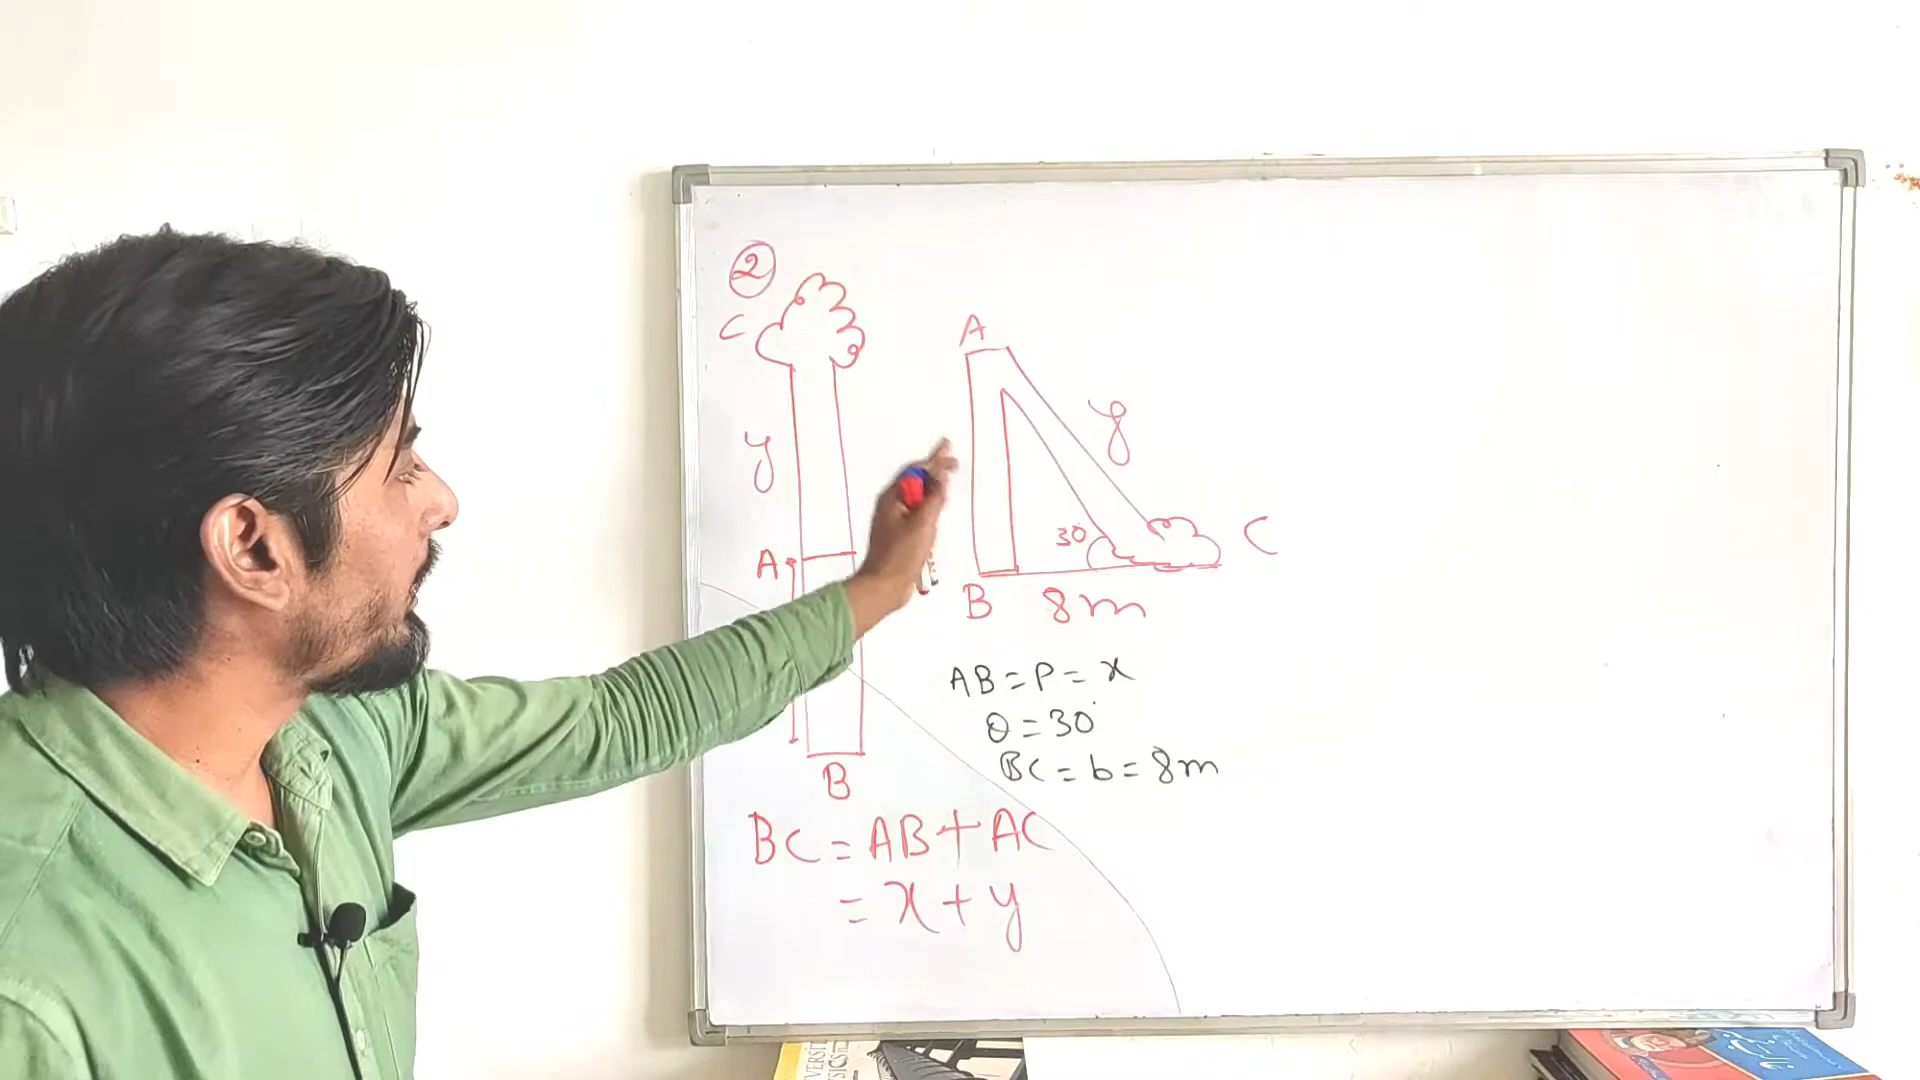 2
C
y
A
B
A
y
30°
C
B 8m
AB = P = x
θ = 30°
BC = b = 8m
BC = AB + AC
= x + y